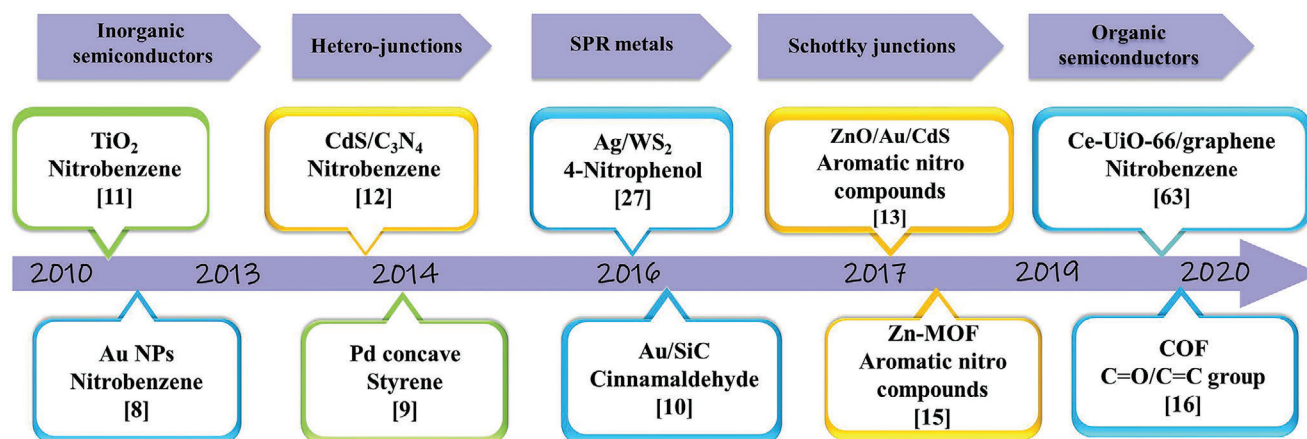 Inorganic
semiconductors
Hetero-junctions
SPR metals
Schottky junctions
Organic
semiconductors
TiO₂
Nitrobenzene
[11]
CdS/C₃N₄
Nitrobenzene
[12]
Ag/WS₂
4-Nitrophenol
[27]
ZnO/Au/CdS
Aromatic nitro
compounds
[13]
Ce-UiO-66/graphene
Nitrobenzene
[63]
2010 2013 2014 2016 2017 2019 2020
Au NPs
Nitrobenzene
[8]
Pd concave
Styrene
[9]
Au/SiC
Cinnamaldehyde
[10]
Zn-MOF
Aromatic nitro
compounds
[15]
COF
C=O/C=C group
[16]